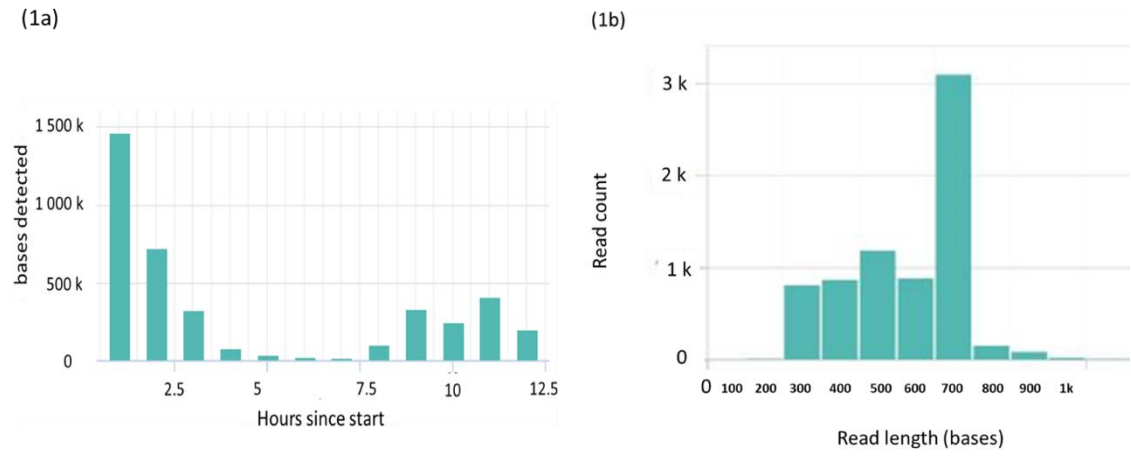 (1a)
bases detected
1 500 k
1 000 k
500 k
0
2.5
5
7.5
10
12.5
Hours since start
(1b)
Read count
3 k
2 k
1 k
0
0 100 200 300 400 500 600 700 800 900 1k
Read length (bases)